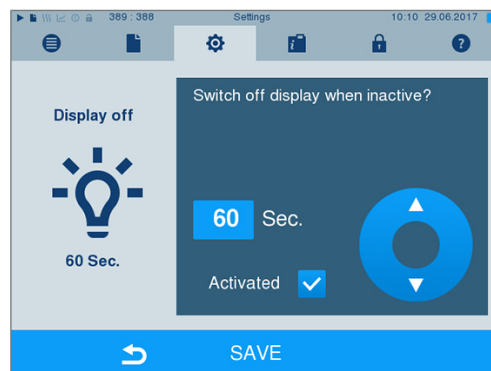 389 : 388 Settings 10:10 29.06.2017
Display off
60 Sec.
Switch off display when inactive?
60 Sec.
Activated
SAVE